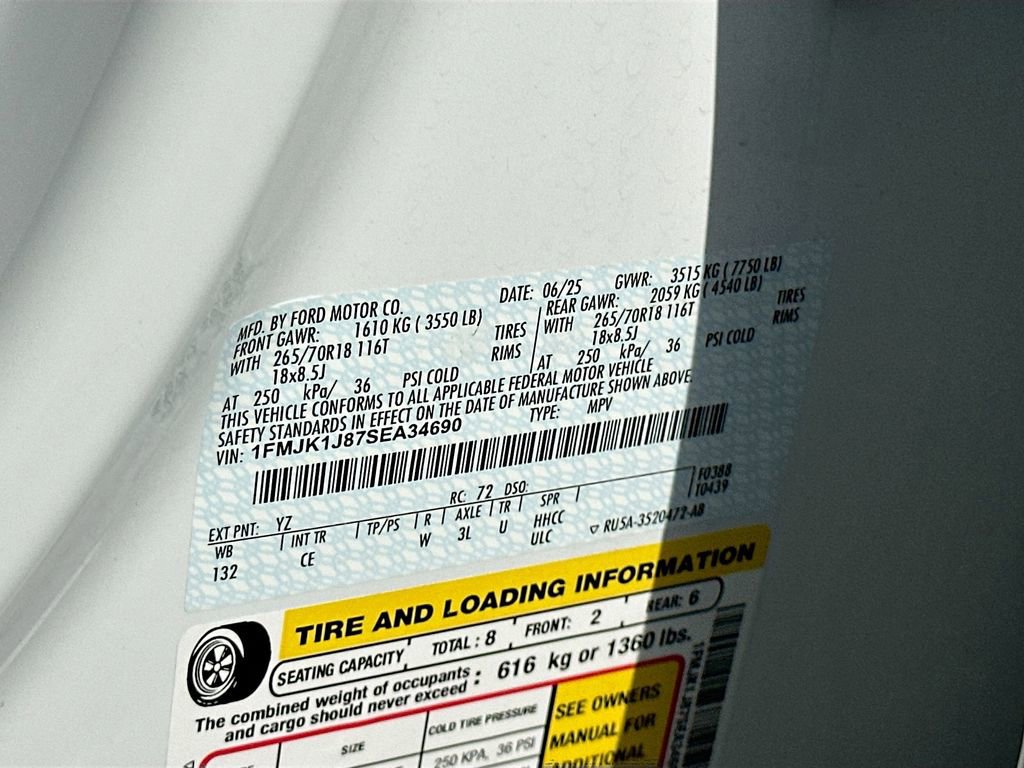 MFD. BY FORD MOTOR CO.
DATE: 06/25 GVWR: 3515 KG ( 7750 LB)
FRONT GAWR: 1610 KG ( 3550 LB) REAR GAWR: 2059 KG ( 4540 LB)
WITH 265/70R18 116T TIRES WITH 265/70R18 116T TIRES
18x8.5J RIMS 18x8.5J RIMS
AT 250 kPa/ 36 PSI COLD AT 250 kPa/ 36 PSI COLD
THIS VEHICLE CONFORMS TO ALL APPLICABLE FEDERAL MOTOR VEHICLE
SAFETY STANDARDS IN EFFECT ON THE DATE OF MANUFACTURE SHOWN ABOVE.
VIN: 1FMJK1J87SEA34690 TYPE: MPV
EXT PNT: YZ RC: 72 DSO: F0388
WB INT TR TP/PS R AXLE TR SPR T0439
132 CE W 3L U HHCC
ULC RU5A-3520472-AB
TIRE AND LOADING INFORMATION
SEATING CAPACITY TOTAL: 8 FRONT: 2 REAR: 6
The combined weight of occupants : 616 kg or 1360 lbs.
and cargo should never exceed
SIZE COLD TIRE PRESSURE SEE OWNERS
250 KPA, 36 PSI MANUAL FOR
ADDITIONAL